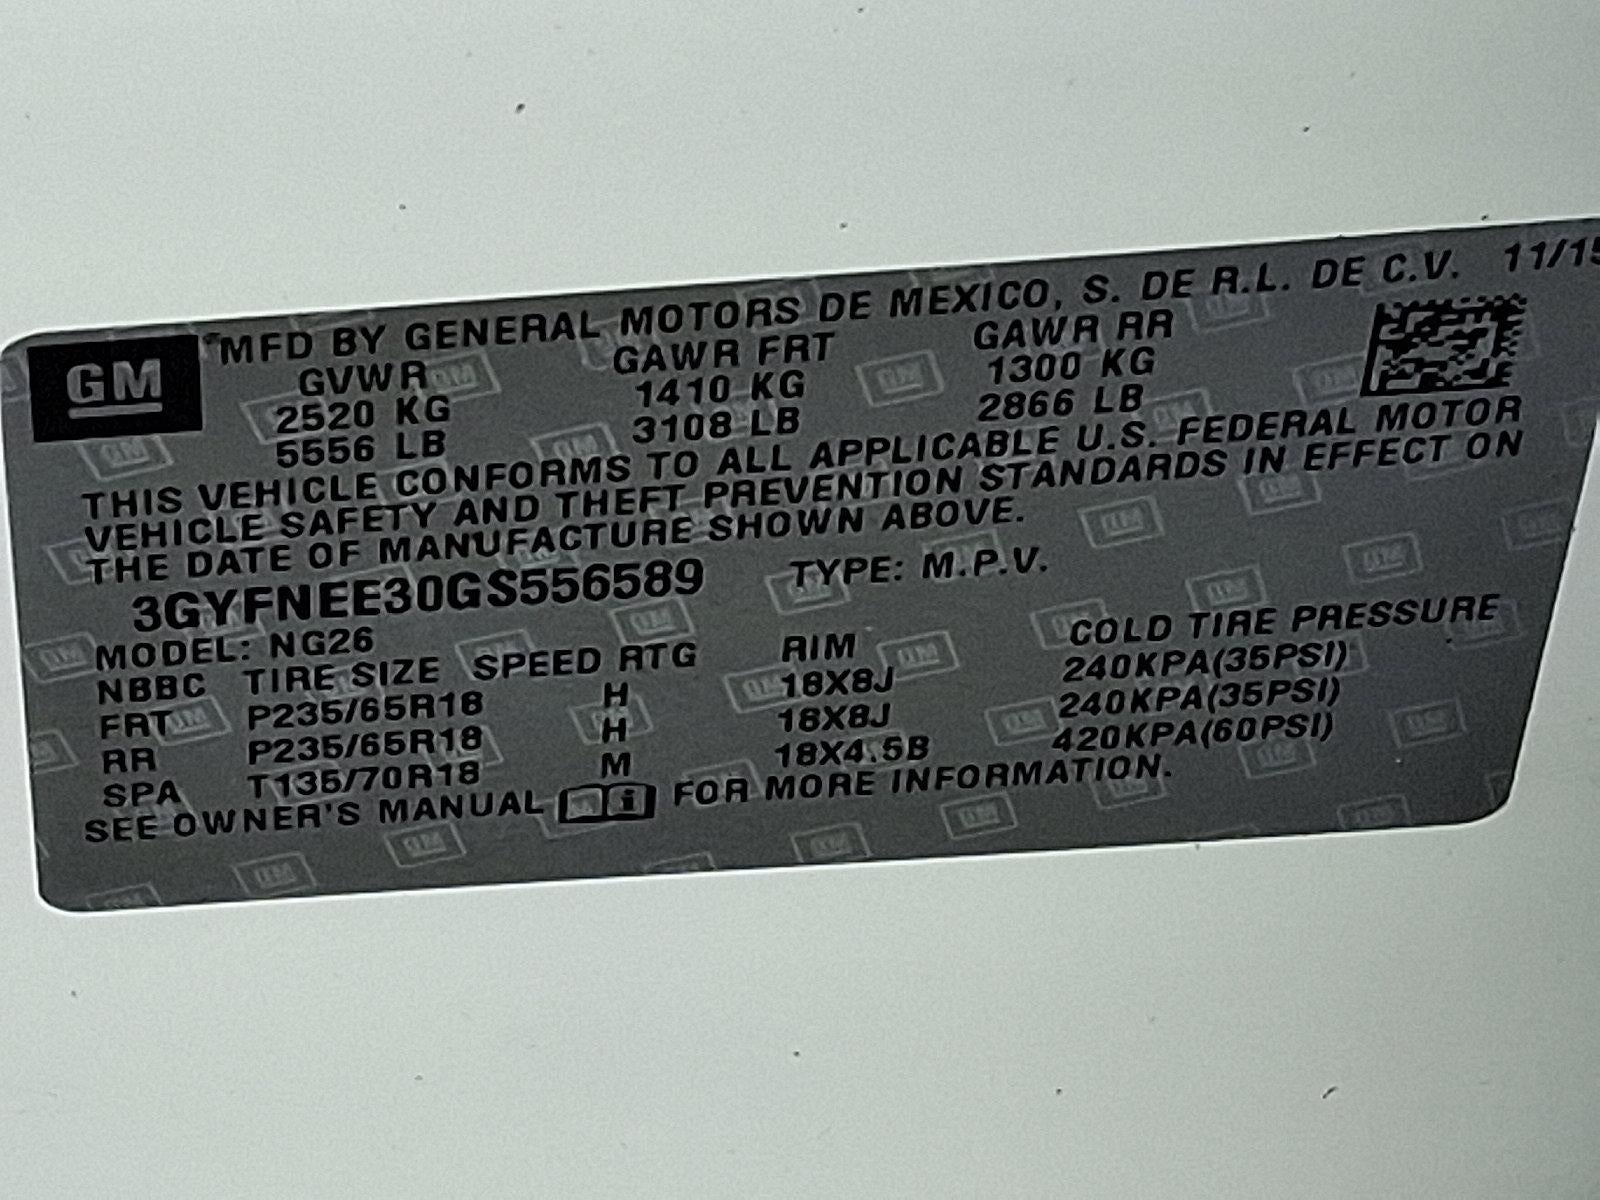 MFD BY GENERAL MOTORS DE MEXICO, S. DE R.L. DE C.V. 11/15
GM
GVWR GAWR FRT GAWR RR
2520 KG 1410 KG 1300 KG
5556 LB 3108 LB 2866 LB
THIS VEHICLE CONFORMS TO ALL APPLICABLE U.S. FEDERAL MOTOR
VEHICLE SAFETY AND THEFT PREVENTION STANDARDS IN EFFECT ON
THE DATE OF MANUFACTURE SHOWN ABOVE.
3GYFNEE30GS556589 TYPE: M.P.V.
MODEL: NG26
NBBC TIRE SIZE SPEED RTG RIM COLD TIRE PRESSURE
FRT P235/65R18 H 18X8J 240KPA(35PSI)
RR P235/65R18 H 18X8J 240KPA(35PSI)
SPA T135/70R18 M 18X4.5B 420KPA(60PSI)
SEE OWNER'S MANUAL i FOR MORE INFORMATION.